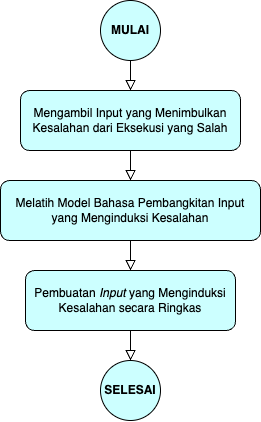 MULAI
Mengambil Input yang Menimbulkan
Kesalahan dari Eksekusi yang Salah
Melatih Model Bahasa Pembangkitan Input
yang Menginduksi Kesalahan
Pembuatan Input yang Menginduksi
Kesalahan secara Ringkas
SELESAI